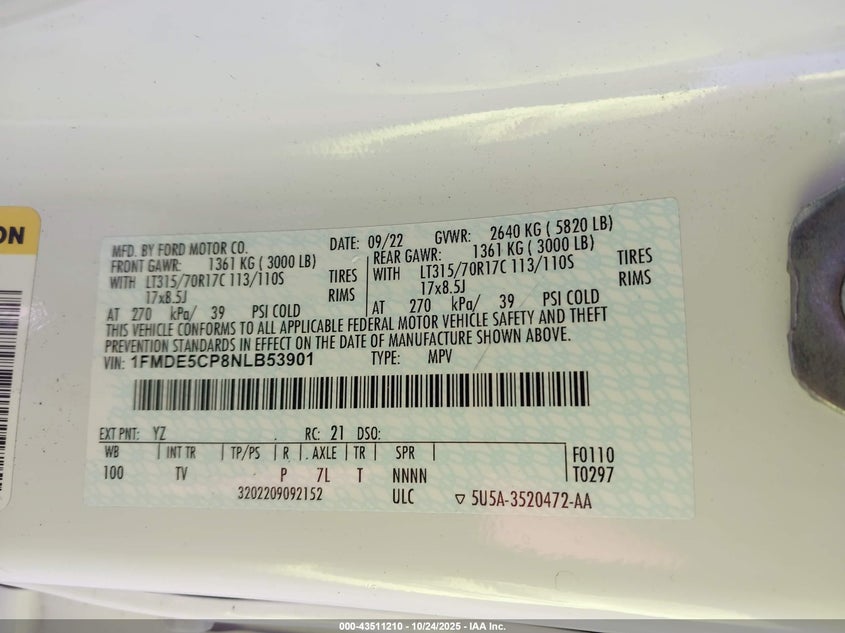 ON
MFD. BY FORD MOTOR CO. DATE: 09/22 GVWR: 2640 KG ( 5820 LB)
FRONT GAWR: 1361 KG ( 3000 LB) REAR GAWR: 1361 KG ( 3000 LB)
WITH LT315/70R17C 113/110S TIRES WITH LT315/70R17C 113/110S TIRES
17x8.5J RIMS 17x8.5J RIMS
AT 270 kPa/ 39 PSI COLD AT 270 kPa/ 39 PSI COLD
THIS VEHICLE CONFORMS TO ALL APPLICABLE FEDERAL MOTOR VEHICLE SAFETY AND THEFT
PREVENTION STANDARDS IN EFFECT ON THE DATE OF MANUFACTURE SHOWN ABOVE.
VIN: 1FMDE5CP8NLB53901 TYPE: MPV
EXT PNT: YZ RC: 21 DSO:
WB INT TR TP/PS R AXLE TR SPR F0110
100 TV P 7L T NNNN T0297
3202209092152 ULC ▽ 5U5A-3520472-AA
000-43511210 - 10/24/2025 - IAA Inc.